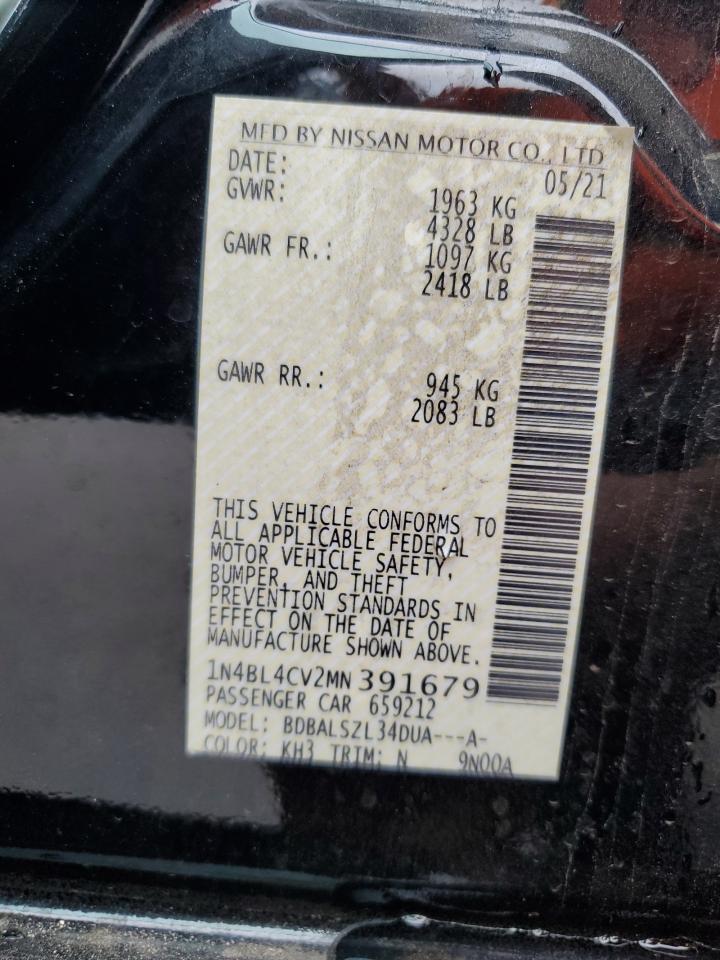 MFD BY NISSAN MOTOR CO., LTD
DATE: 05/21
GVWR: 1963 KG
4328 LB
GAWR FR.: 1097 KG
2418 LB
GAWR RR.: 945 KG
2083 LB
THIS VEHICLE CONFORMS TO
ALL APPLICABLE FEDERAL
MOTOR VEHICLE SAFETY,
BUMPER, AND THEFT
PREVENTION STANDARDS IN
EFFECT ON THE DATE OF
MANUFACTURE SHOWN ABOVE.
1N4BL4CV2MN391679
PASSENGER CAR 659212
MODEL: BDBALSZL34DUA---A-
COLOR: KH3 TRIM: N 9N00A